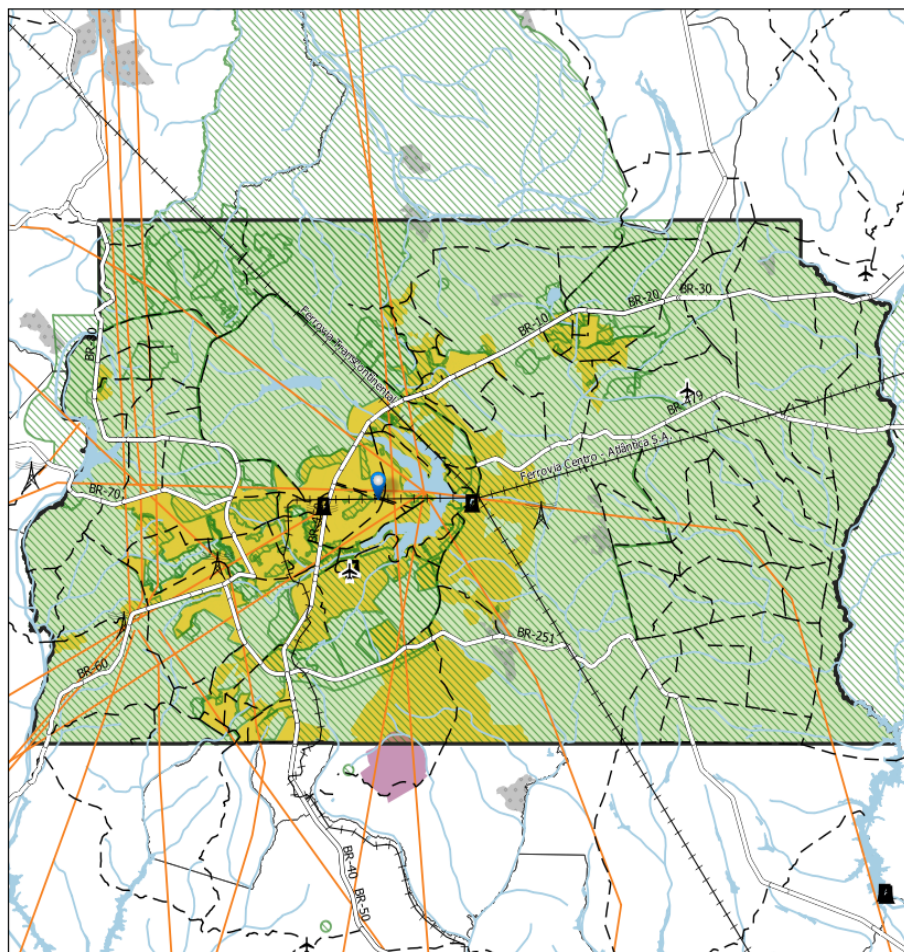 Ferrovia Transcontinental
BR-10
BR-20
BR-30
BR-479
Ferrovia Centro - Atlântica S.A.
BR-70
BR-251
BR-60
BR-40
BR-50